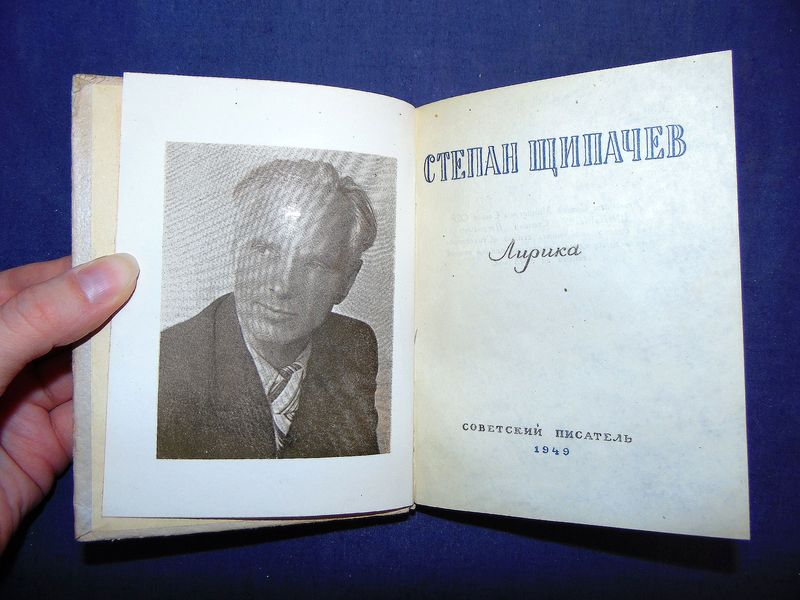 СТЕПАН ЩИПАЧЕВ
Лирика
СОВЕТСКИЙ ПИСАТЕЛЬ
1949